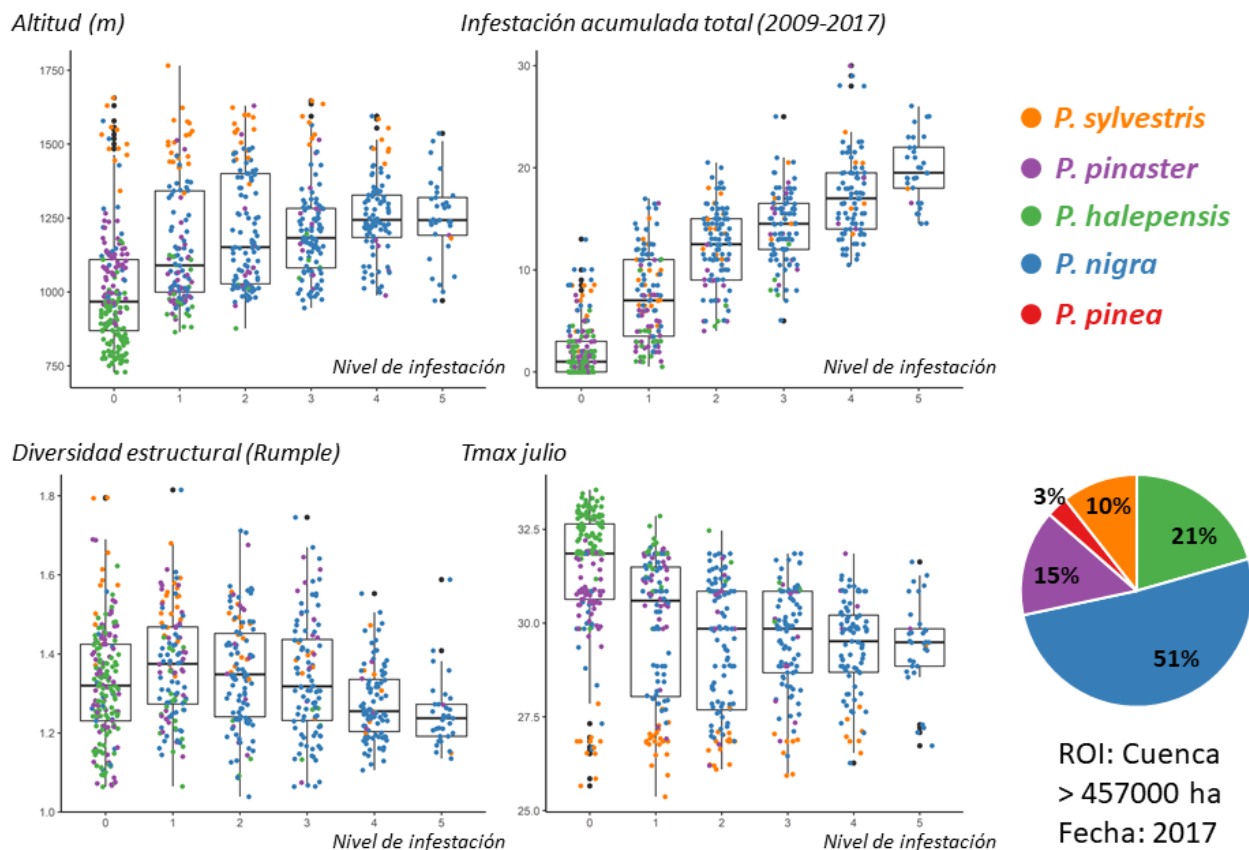 Altitud (m)
1750
1500
1250
1000
750
Nivel de infestación
0 1 2 3 4 5
Infestación acumulada total (2009-2017)
30
20
10
0
Nivel de infestación
0 1 2 3 4 5
P. sylvestris
P. pinaster
P. halepensis
P. nigra
P. pinea
Diversidad estructural (Rumple)
1.8
1.6
1.4
1.2
1.0
0 1 2 3 4 5
Nivel de infestación
Tmax julio
32.5
30.0
27.5
25.0
0 1 2 3 4 5
Nivel de infestación
3%
10%
21%
15%
51%
ROI: Cuenca
> 457000 ha
Fecha: 2017